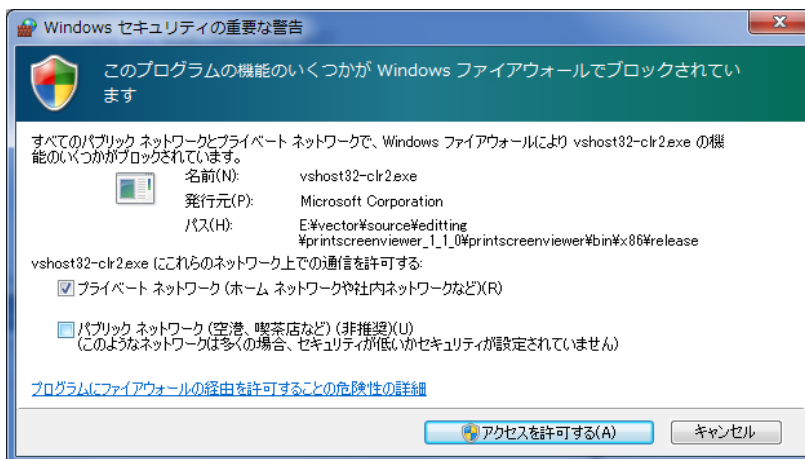 Windows セキュリティの重要な警告
このプログラムの機能のいくつかが Windows ファイアウォールでブロックされてい
ます
すべてのパブリック ネットワークとプライベート ネットワークで、Windows ファイアウォールにより vshost32-clr2.exe の機
能のいくつかがブロックされています。
名前(N): vshost32-clr2.exe
発行元(P): Microsoft Corporation
パス(H): E:¥vector¥source¥editting
¥printscreenviewer_1_1_0¥printscreenviewer¥bin¥x86¥release
vshost32-clr2.exe にこれらのネットワーク上での通信を許可する:
プライベート ネットワーク (ホーム ネットワークや社内ネットワークなど)(R)
パブリック ネットワーク (空港、喫茶店など) (非推奨)(U)
(このようなネットワークは多くの場合、セキュリティが低いかセキュリティが設定されていません)
プログラムにファイアウォールの経由を許可することの危険性の詳細
アクセスを許可する(A) キャンセル